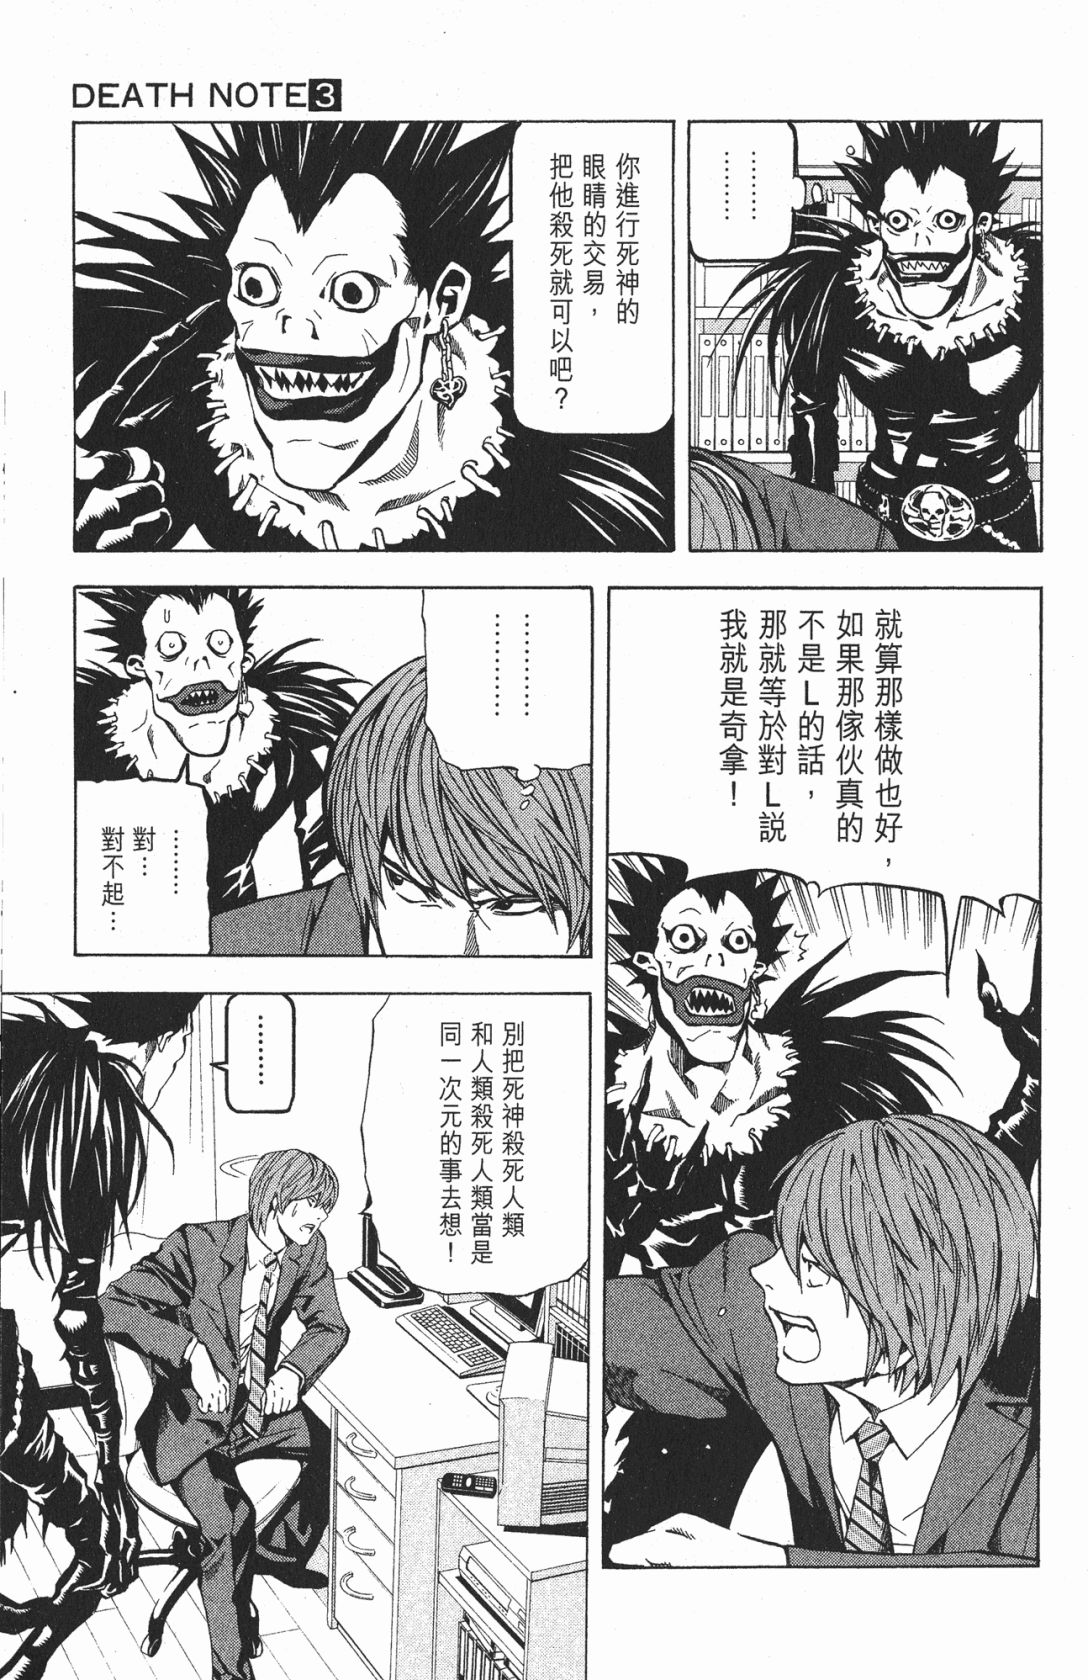 DEATH NOTE 3
…………
…………
你進行死神的
眼睛的交易，
把他殺死就可以吧？
就算那樣做也好，
如果那傢伙真的
不是L的話，
那就等於對L說
我就是奇拿！
…………
…………
………
對…
對不起…
別把死神殺死人類
和人類殺死人類當是
同一次元的事去想！
………